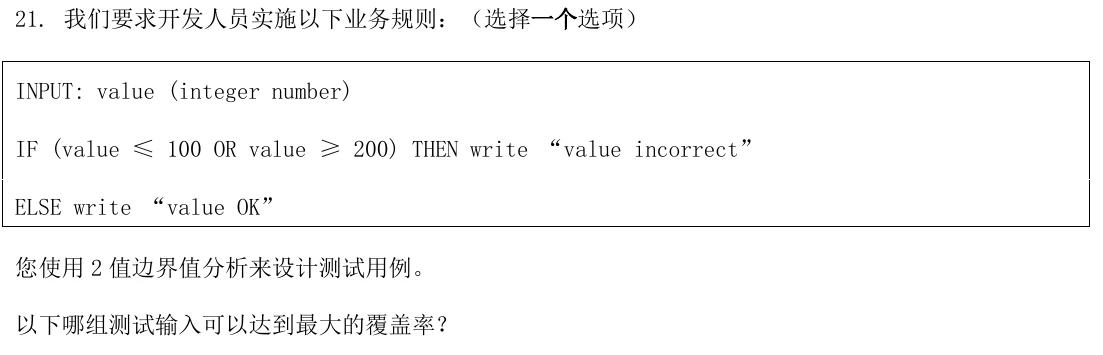 21. 我们要求开发人员实施以下业务规则：（选择一个选项）
INPUT: value (integer number)
IF (value ≤ 100 OR value ≥ 200) THEN write “value incorrect”
ELSE write “value OK”
您使用 2 值边界值分析来设计测试用例。
以下哪组测试输入可以达到最大的覆盖率？